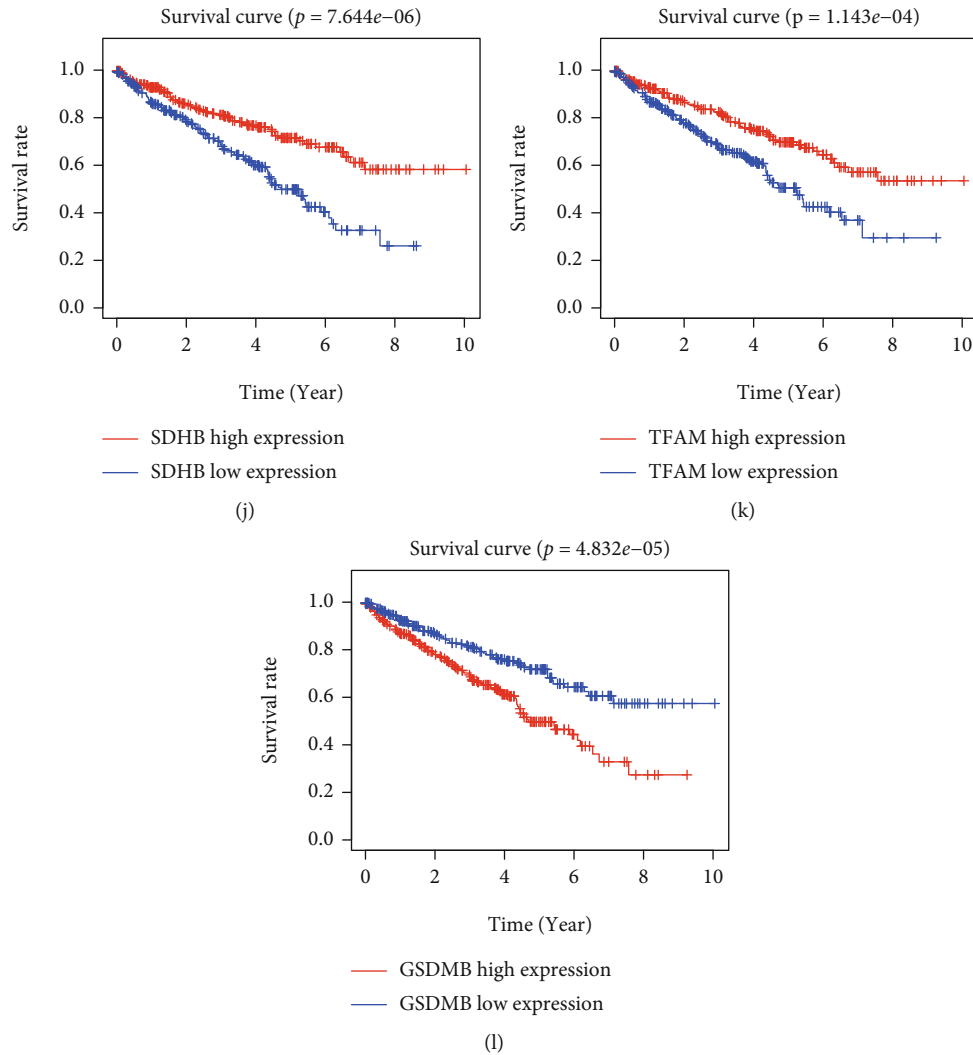 Survival curve (p = 7.644e−06)
Survival rate
1.0
0.8
0.6
0.4
0.2
0.0
0 2 4 6 8 10
Time (Year)
SDHB high expression
SDHB low expression
(j)
Survival curve (p = 1.143e−04)
Survival rate
1.0
0.8
0.6
0.4
0.2
0.0
0 2 4 6 8 10
Time (Year)
TFAM high expression
TFAM low expression
(k)
Survival curve (p = 4.832e−05)
Survival rate
1.0
0.8
0.6
0.4
0.2
0.0
0 2 4 6 8 10
Time (Year)
GSDMB high expression
GSDMB low expression
(l)